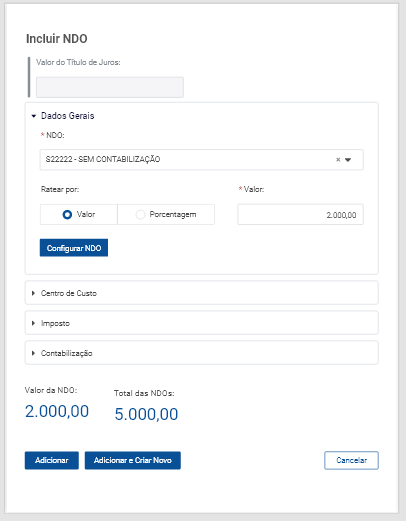 Incluir NDO
Valor do Título de Juros:
Dados Gerais
* NDO:
S22222 - SEM CONTABILIZAÇÃO
Ratear por:
* Valor:
Valor
Porcentagem
2.000,00
Configurar NDO
Centro de Custo
Imposto
Contabilização
Valor da NDO:
Total das NDOs:
2.000,00
5.000,00
Adicionar
Adicionar e Criar Novo
Cancelar